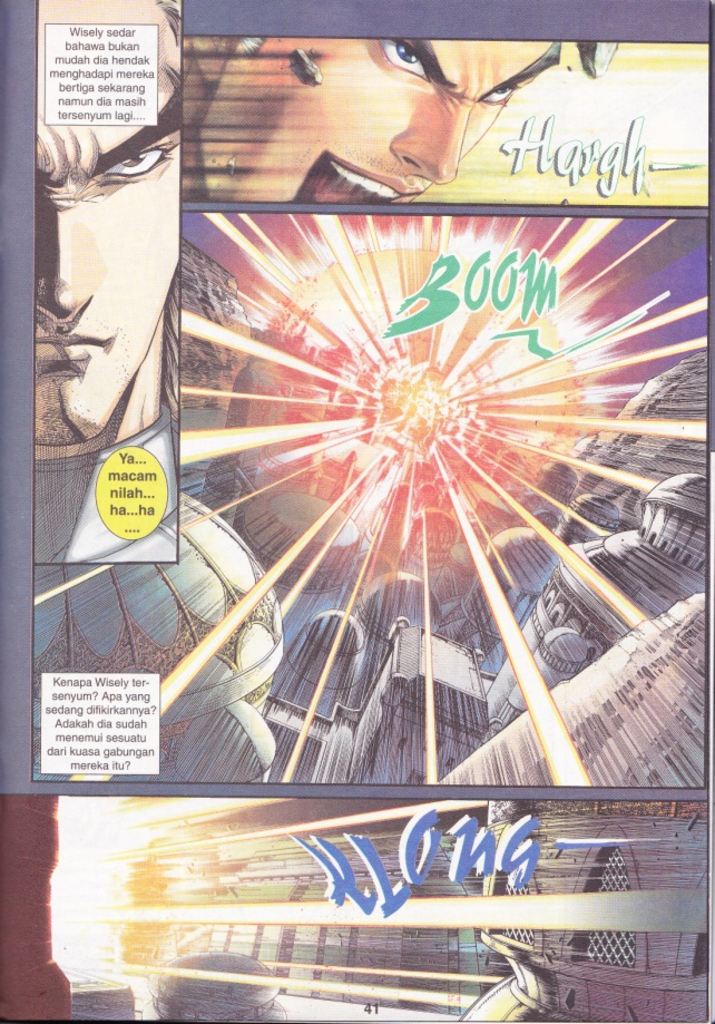 Wisely sedar
bahawa bukan
mudah dia hendak
menghadapi mereka
bertiga sekarang
namun dia masih
tersenyum lagi....
Hargh
BOOM
Ya...
macam
nilah...
ha...ha
....
Kenapa Wisely ter-
senyum? Apa yang
sedang difikirkannya?
Adakah dia sudah
menemui sesuatu
dari kuasa gabungan
mereka itu?
KLONG
41